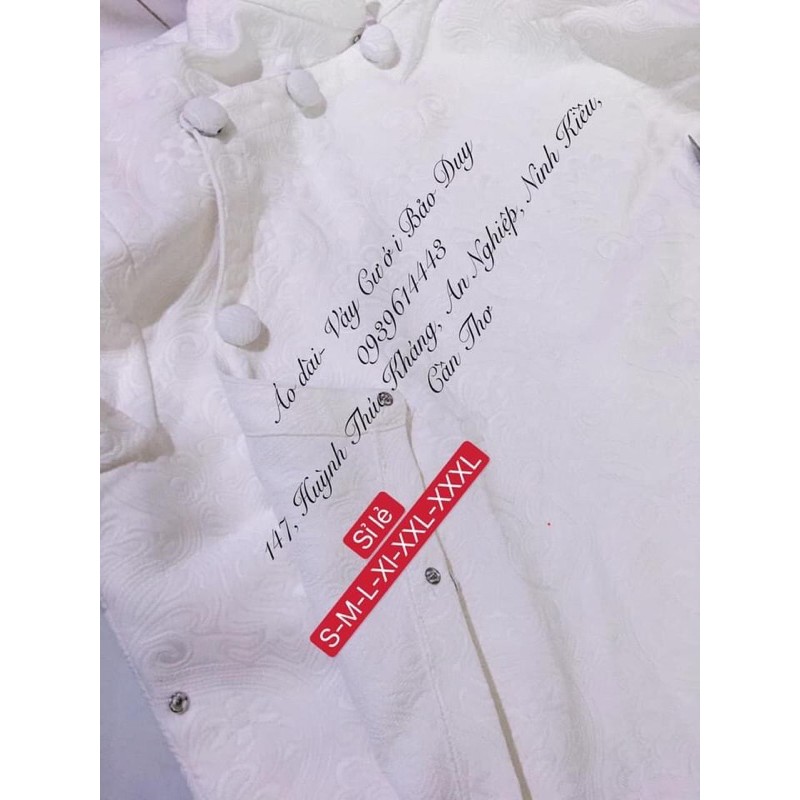 Áo dài- Váy Cưới Bảo Duy
0939614443
147, Huỳnh Thúc Kháng, An Nghiệp, Ninh Kiều,
Cần Thơ
Sỉ lẻ
S-M-L-Xl-XXL-XXXL